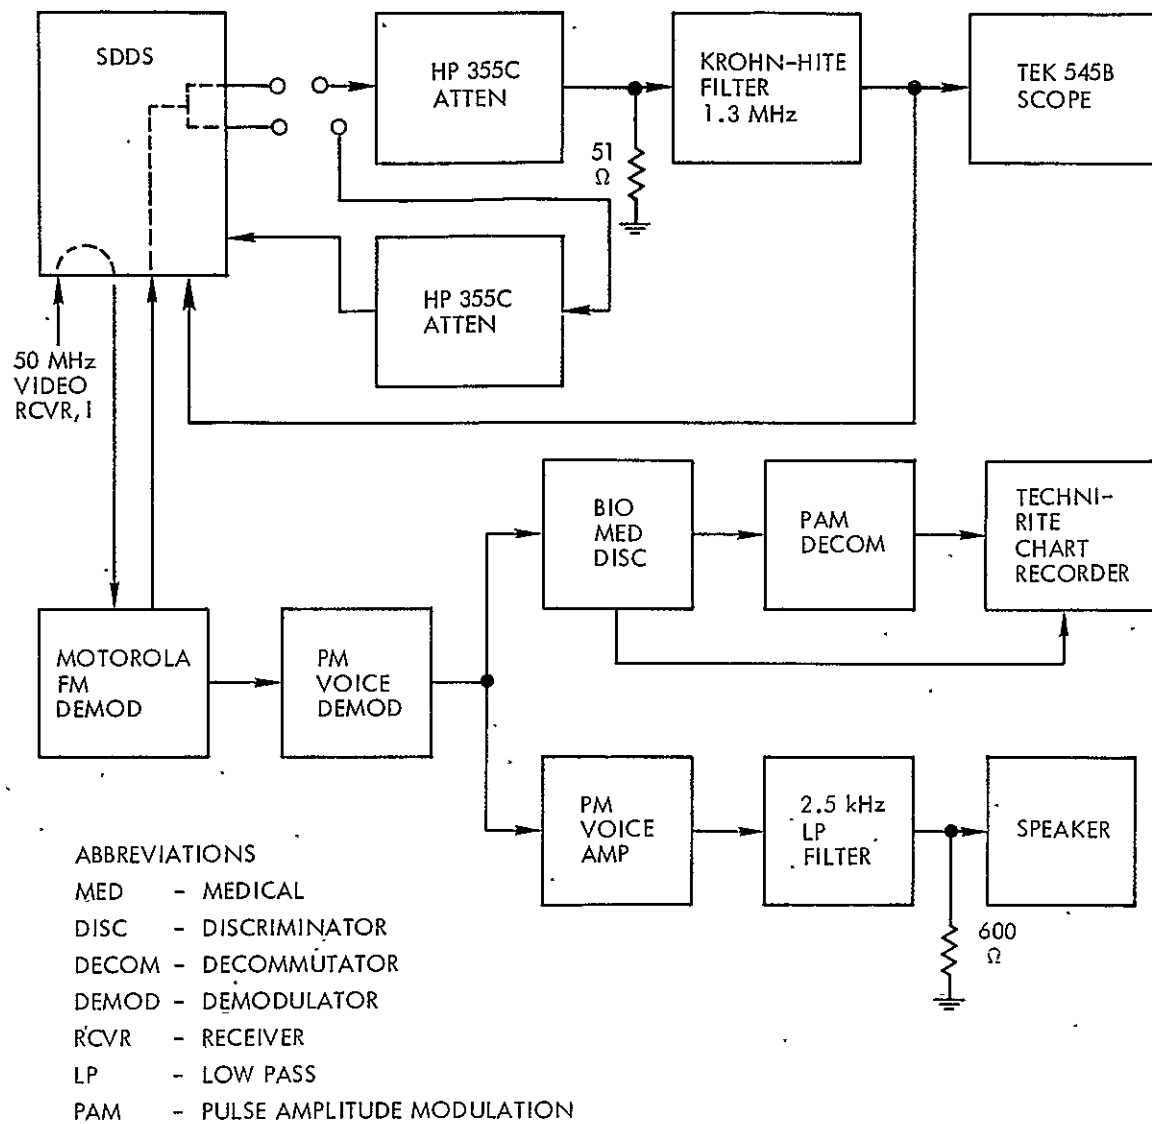 SDDS
HP 355C
ATTEN
KROHN-HITE
FILTER
1.3 MHz
TEK 545B
SCOPE
51
Ω
HP 355C
ATTEN
50 MHz
VIDEO
RCVR, 1
BIO
MED
DISC
PAM
DECOM
TECHNI-
RITE
CHART
RECORDER
MOTOROLA
FM
DEMOD
PM
VOICE
DEMOD
PM
VOICE
AMP
2.5 kHz
LP
FILTER
SPEAKER
600
Ω
ABBREVIATIONS
MED - MEDICAL
DISC - DISCRIMINATOR
DECOM - DECOMMUTATOR
DEMOD - DEMODULATOR
RCVR - RECEIVER
LP - LOW PASS
PAM - PULSE AMPLITUDE MODULATION